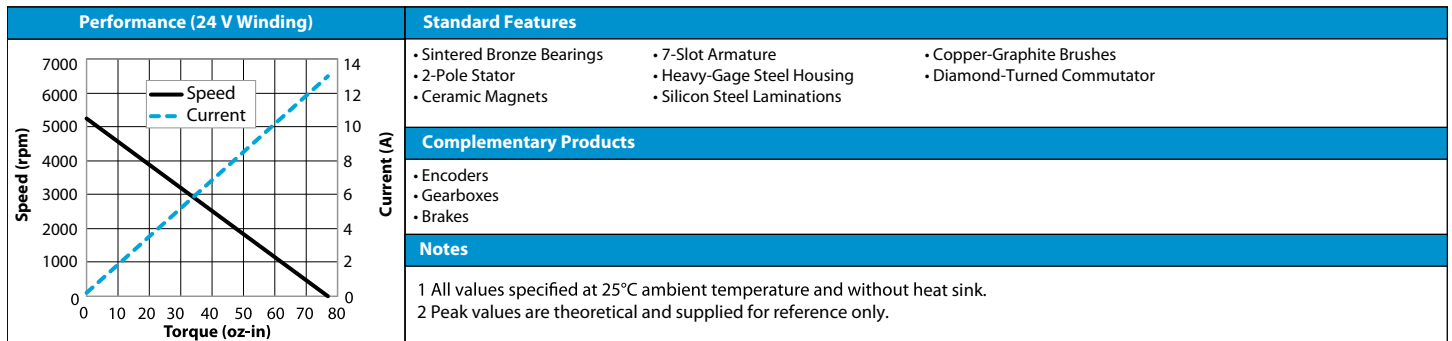 Performance (24 V Winding)
Speed (rpm)
7000
6000
5000
4000
3000
2000
1000
0
Speed
Current
14
12
10
8
6
4
2
0
Current (A)
0 10 20 30 40 50 60 70 80
Torque (oz-in)
Standard Features
• Sintered Bronze Bearings
• 2-Pole Stator
• Ceramic Magnets
• 7-Slot Armature
• Heavy-Gage Steel Housing
• Silicon Steel Laminations
• Copper-Graphite Brushes
• Diamond-Turned Commutator
Complementary Products
• Encoders
• Gearboxes
• Brakes
Notes
1 All values specified at 25°C ambient temperature and without heat sink.
2 Peak values are theoretical and supplied for reference only.